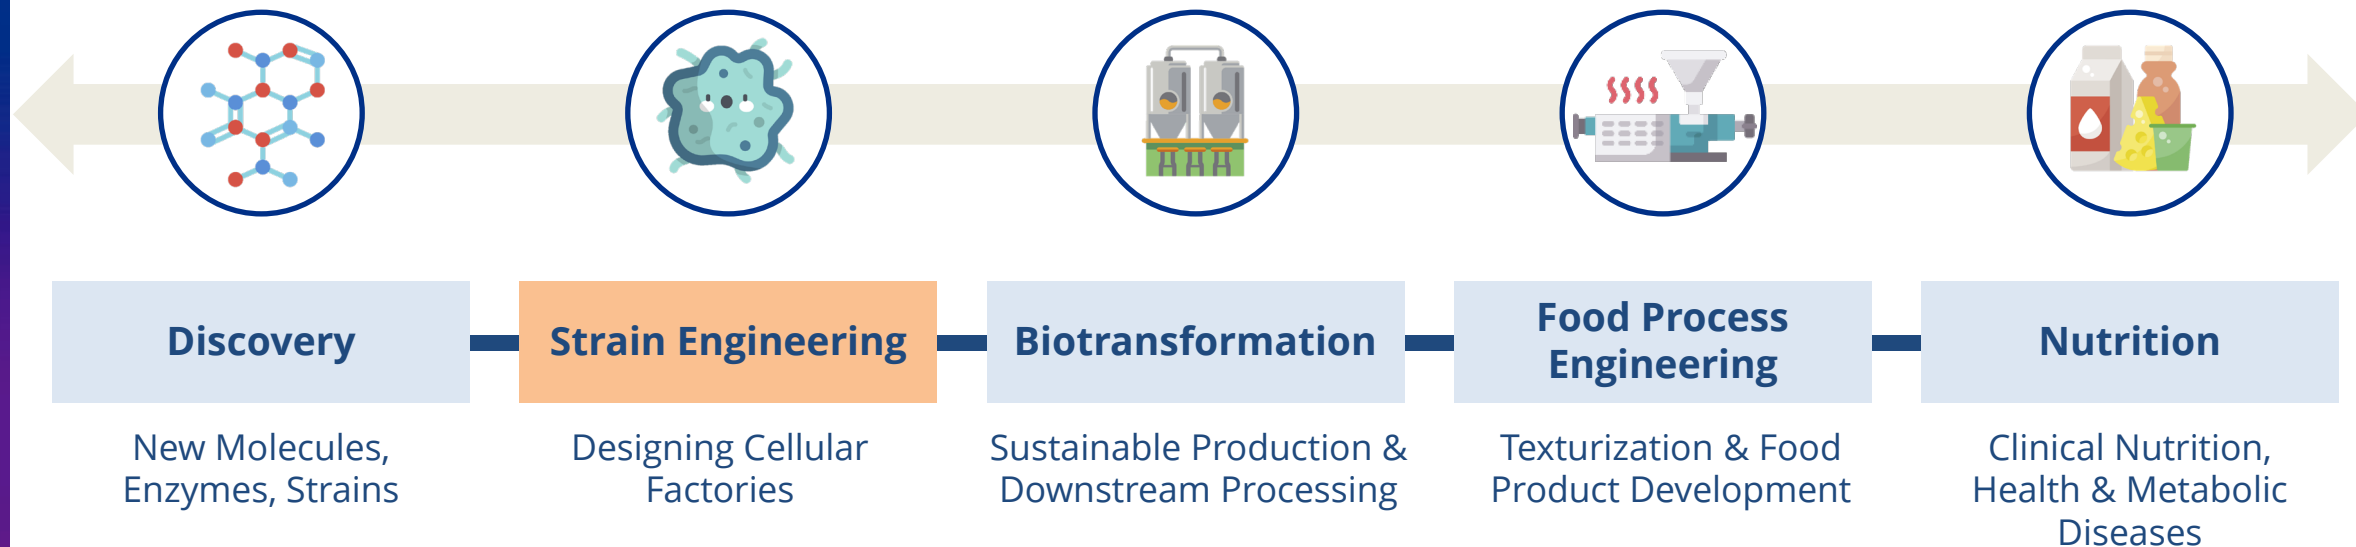 Discovery
New Molecules,
Enzymes, Strains
Strain Engineering
Designing Cellular
Factories
Biotransformation
Sustainable Production &
Downstream Processing
Food Process
Engineering
Texturization & Food
Product Development
Nutrition
Clinical Nutrition,
Health & Metabolic
Diseases